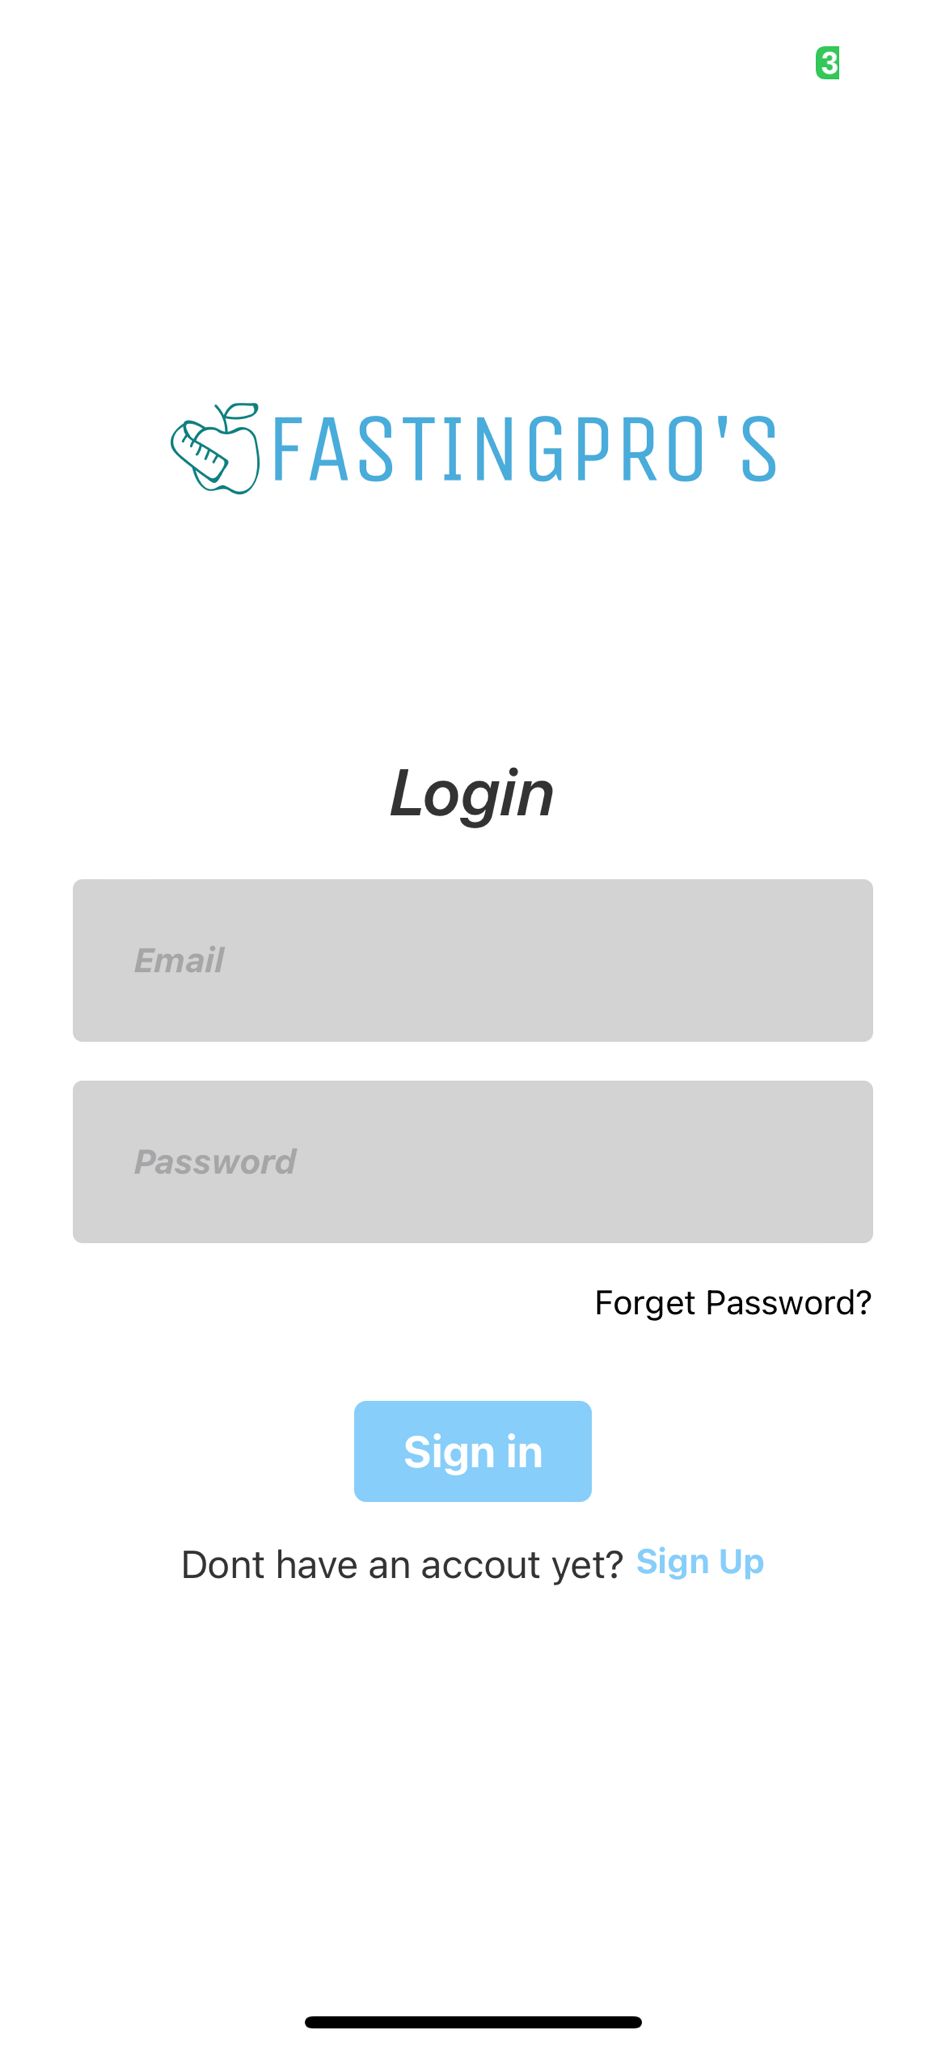 3
FASTINGPRO'S
Login
Email
Password
Forget Password?
Sign in
Dont have an accout yet? Sign Up